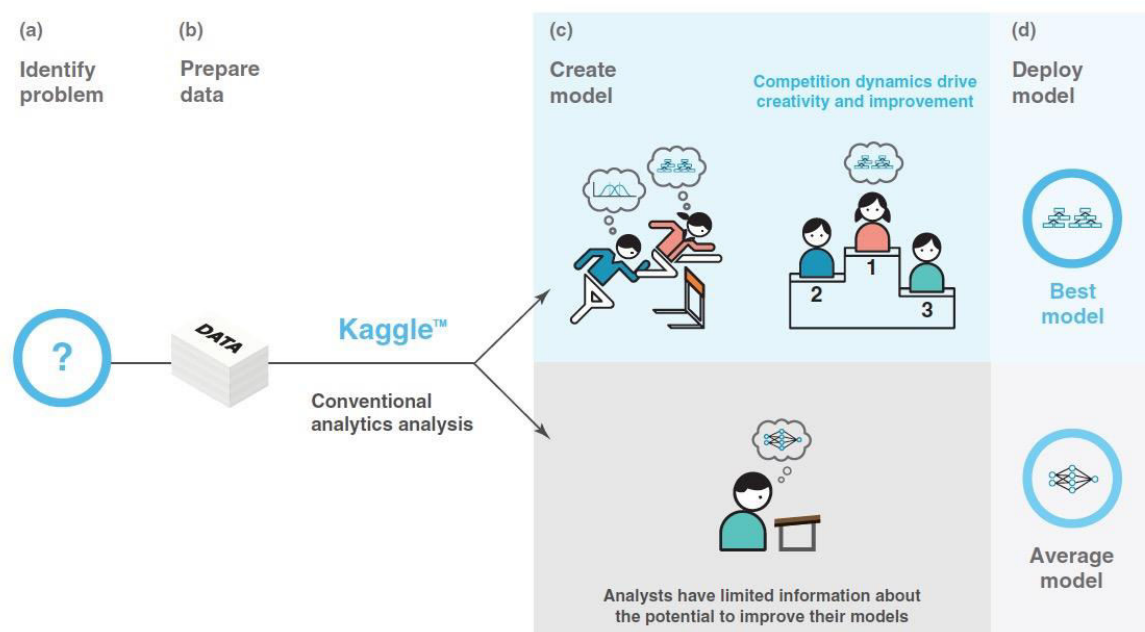 (a)
Identify
problem
(b)
Prepare
data
(c)
Create
model
Competition dynamics drive
creativity and improvement
(d)
Deploy
model
1
2
3
Best
model
?
DATA
Kaggle™
Conventional
analytics analysis
Analysts have limited information about
the potential to improve their models
Average
model